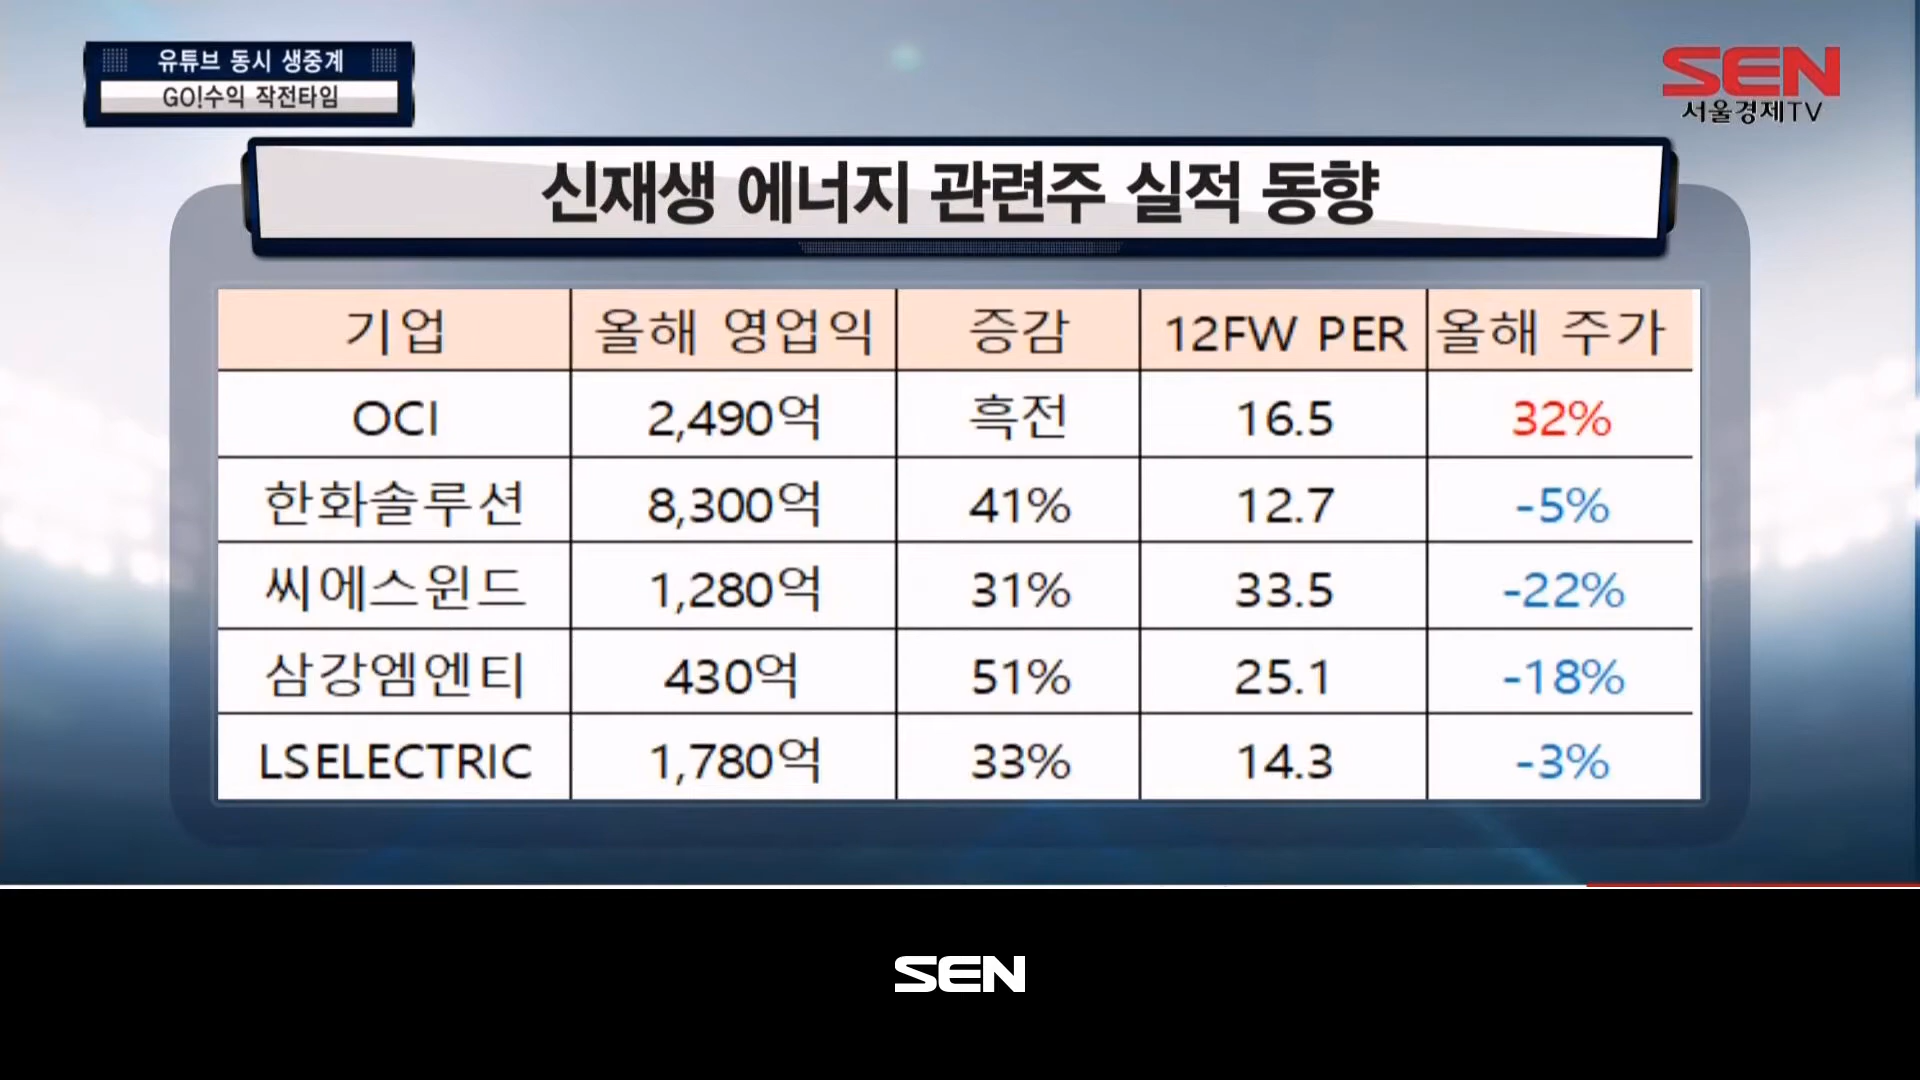 유튜브 동시 생중계
GO!수익 작전타임
SEN
서울경제TV
신재생 에너지 관련주 실적 동향
기업 올해 영업익 증감 12FW PER 올해 주가
OCI 2,490억 흑전 16.5 32%
한화솔루션 8,300억 41% 12.7 -5%
씨에스윈드 1,280억 31% 33.5 -22%
삼강엠엔티 430억 51% 25.1 -18%
LSELECTRIC 1,780억 33% 14.3 -3%
SEN